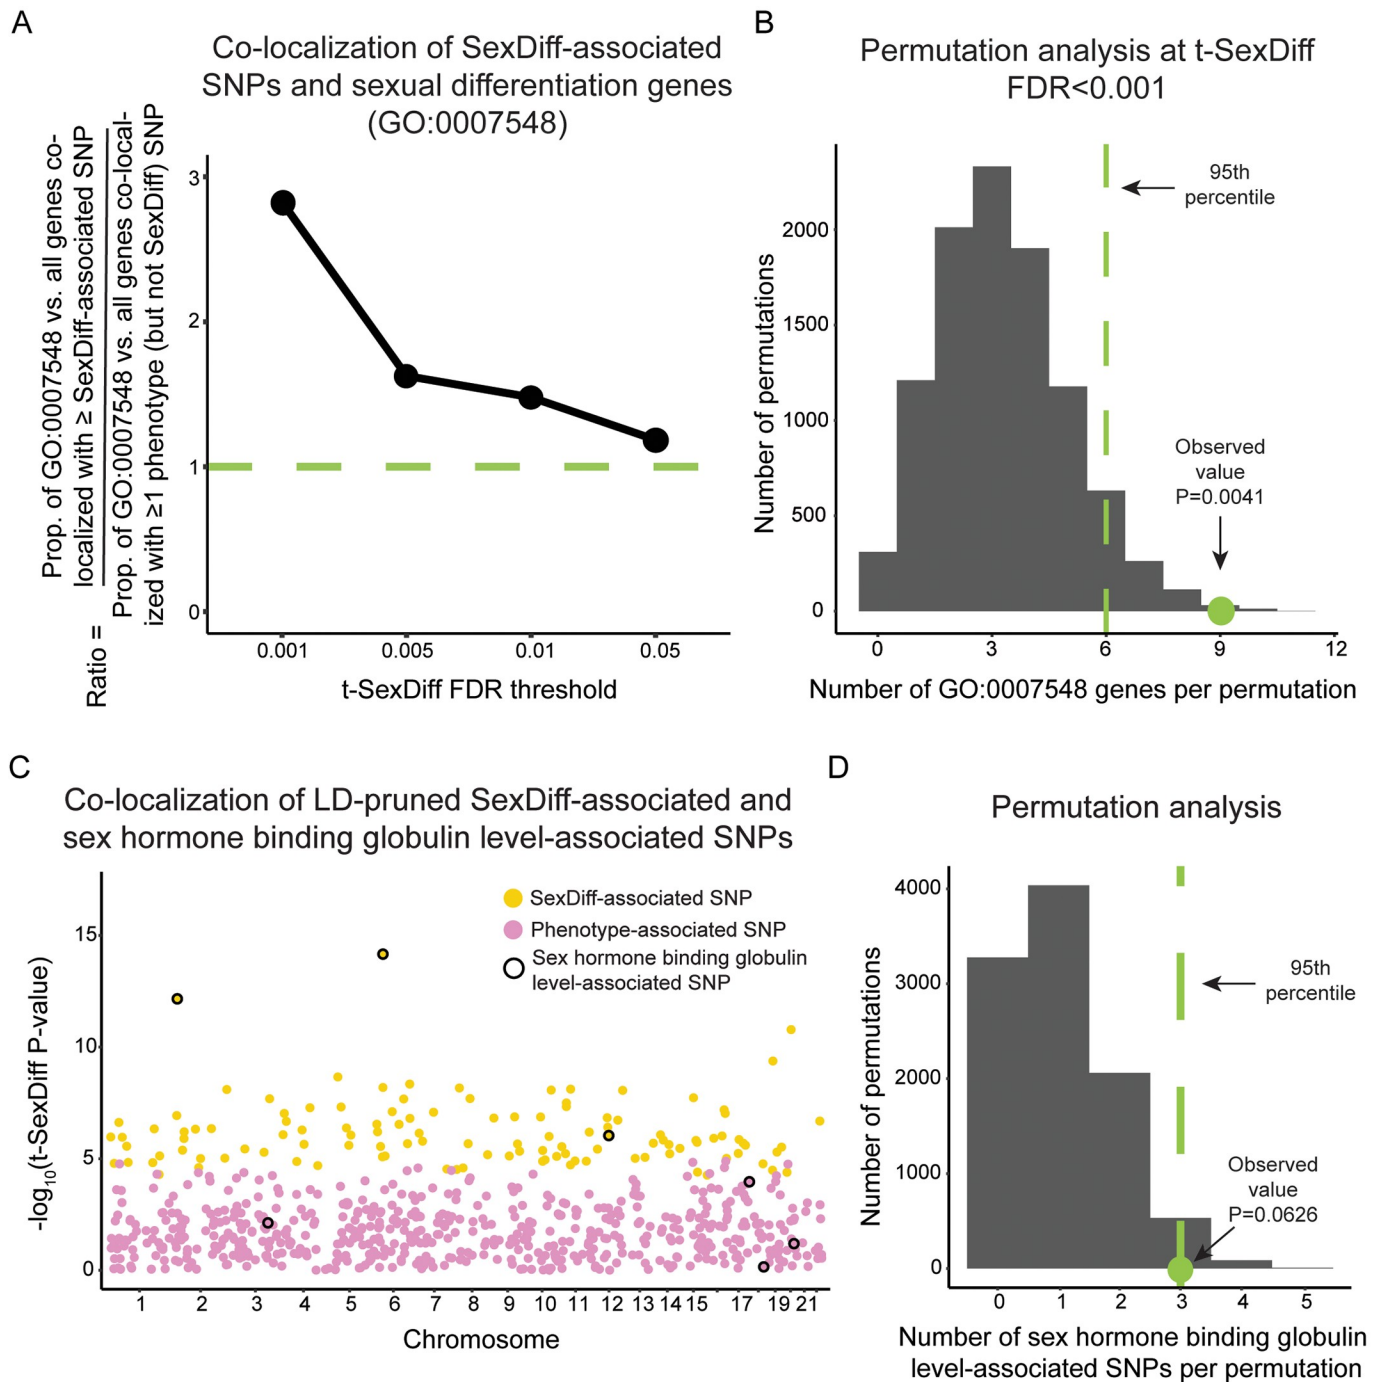 A
Co-localization of SexDiff-associated
SNPs and sexual differentiation genes
(GO:0007548)
Ratio =
Prop. of GO:0007548 vs. all genes co-
localized with ≥ SexDiff-associated SNP
Prop. of GO:0007548 vs. all genes co-local-
ized with ≥1 phenotype (but not SexDiff) SNP
3
2
1
0
0.001
0.005
0.01
0.05
t-SexDiff FDR threshold
B
Permutation analysis at t-SexDiff
FDR<0.001
Number of permutations
2000
1500
1000
500
0
95th
percentile
Observed
value
P=0.0041
0
3
6
9
12
Number of GO:0007548 genes per permutation
C
Co-localization of LD-pruned SexDiff-associated and
sex hormone binding globulin level-associated SNPs
-log10(t-SexDiff P-value)
15
10
5
0
SexDiff-associated SNP
Phenotype-associated SNP
Sex hormone binding globulin
level-associated SNP
1
2
3
4
5
6
7
8
9
10
11
12
13
14
15
17
19
21
Chromosome
D
Permutation analysis
Number of permutations
4000
3000
2000
1000
0
95th
percentile
Observed
value
P=0.0626
0
1
2
3
4
5
Number of sex hormone binding globulin
level-associated SNPs per permutation